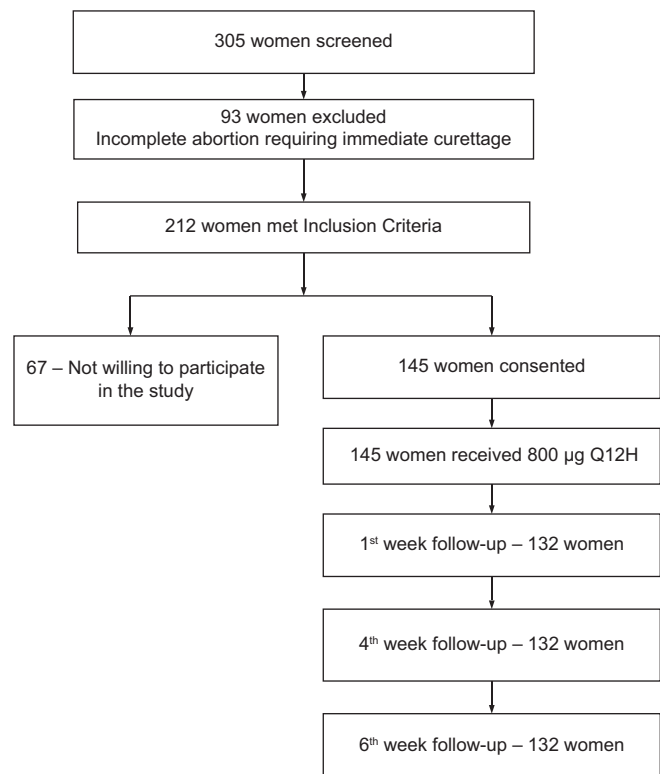 305 women screened
93 women excluded
Incomplete abortion requiring immediate curettage
212 women met Inclusion Criteria
67 – Not willing to participate
in the study
145 women consented
145 women received 800 µg Q12H
1st week follow-up – 132 women
4th week follow-up – 132 women
6th week follow-up – 132 women